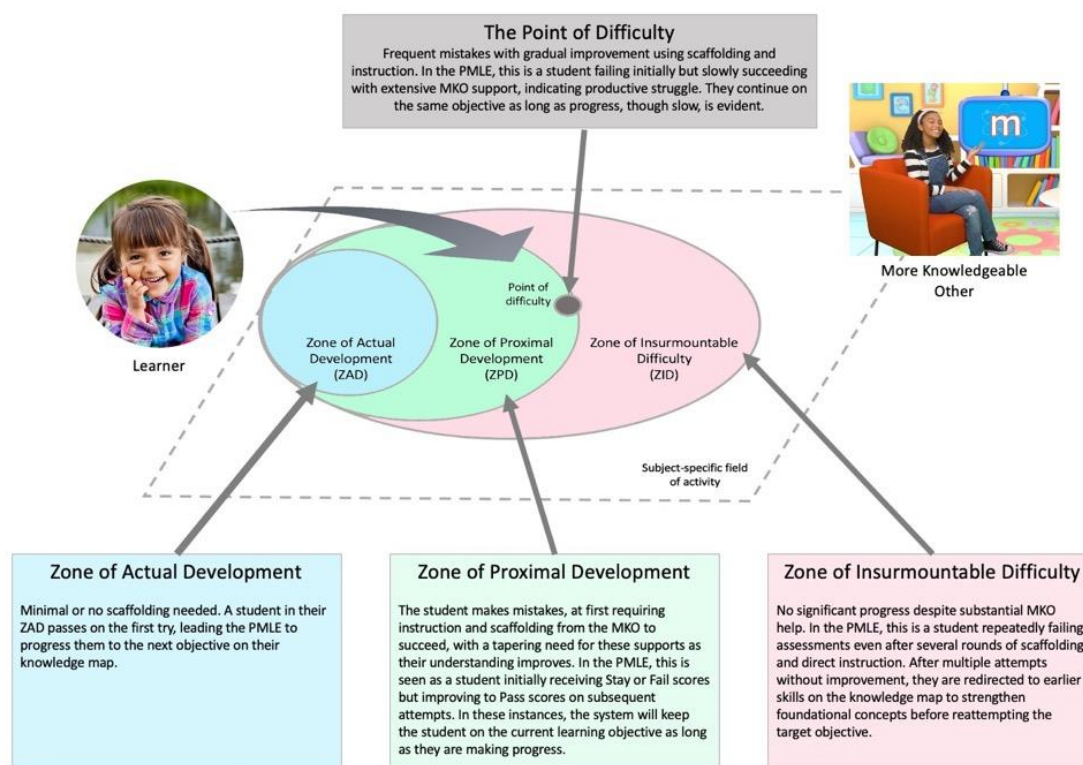 The Point of Difficulty
Frequent mistakes with gradual improvement using scaffolding and
instruction. In the PMLE, this is a student failing initially but slowly succeeding
with extensive MKO support, indicating productive struggle. They continue on
the same objective as long as progress, though slow, is evident.
m
Learner
More Knowledgeable
Other
Point of
difficulty
Zone of Actual
Development
(ZAD)
Zone of Proximal
Development
(ZPD)
Zone of Insurmountable
Difficulty
(ZID)
Subject-specific field
of activity
Zone of Actual Development
Minimal or no scaffolding needed. A student in their
ZAD passes on the first try, leading the PMLE to
progress them to the next objective on their
knowledge map.
Zone of Proximal Development
The student makes mistakes, at first requiring
instruction and scaffolding from the MKO to
succeed, with a tapering need for these supports as
their understanding improves. In the PMLE, this is
seen as a student initially receiving Stay or Fail scores
but improving to Pass scores on subsequent
attempts. In these instances, the system will keep
the student on the current learning objective as long
as they are making progress.
Zone of Insurmountable Difficulty
No significant progress despite substantial MKO
help. In the PMLE, this is a student repeatedly failing
assessments even after several rounds of scaffolding
and direct instruction. After multiple attempts
without improvement, they are redirected to earlier
skills on the knowledge map to strengthen
foundational concepts before reattempting the
target objective.